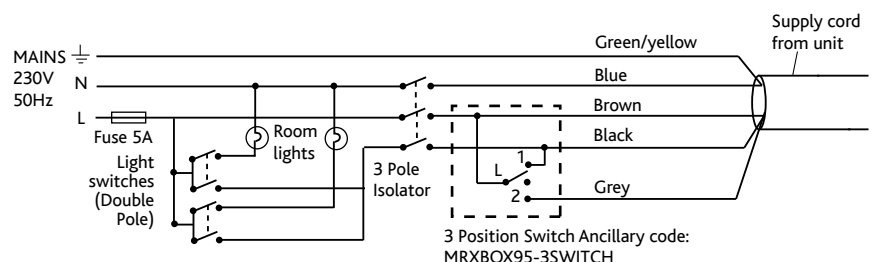 MAINS
230V
50Hz
N
L
Fuse 5A
Light
switches
(Double
Pole)
Room
lights
3 Pole
Isolator
Green/yellow
Blue
Brown
Black
Grey
L
1
2
3 Position Switch Ancillary code:
MRXBOX95-3SWITCH
Supply cord
from unit